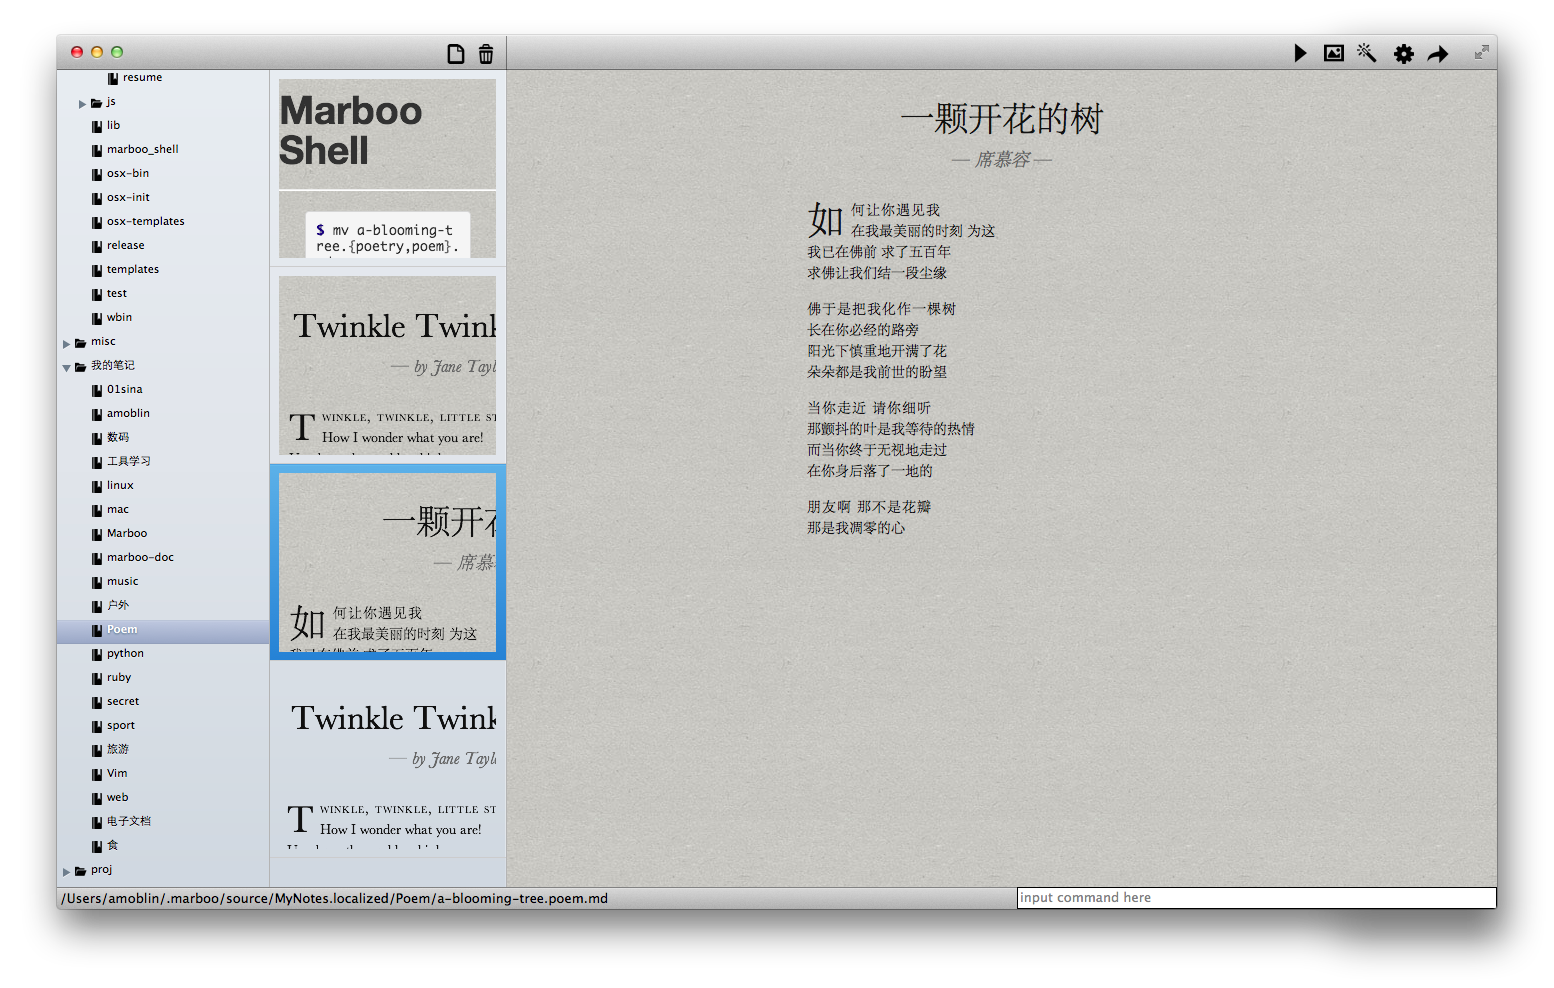 resume
js
lib
marboo_shell
osx-bin
osx-init
osx-templates
release
templates
test
wbin
misc
我的笔记
01sina
amoblin
数码
工具学习
linux
mac
Marboo
marboo-doc
music
户外
Poem
python
ruby
secret
sport
旅游
Vim
web
电子文档
食
proj
Marboo
Shell
$ mv a-blooming-t
ree.{poetry,poem}.
Twinkle Twink
— by Jane Tayl
TWINKLE, TWINKLE, LITTLE ST
How I wonder what you are!
一颗开花
— 席慕
如何让你遇见我
在我最美丽的时刻 为这
我已在佛前 求了五百年
Twinkle Twink
— by Jane Tayl
TWINKLE, TWINKLE, LITTLE ST
How I wonder what you are!
一颗开花的树
— 席慕容 —
如何让你遇见我
在我最美丽的时刻 为这
我已在佛前 求了五百年
求佛让我们结一段尘缘
佛于是把我化作一棵树
长在你必经的路旁
阳光下慎重地开满了花
朵朵都是我前世的盼望
当你走近 请你细听
那颤抖的叶是我等待的热情
而当你终于无视地走过
在你身后落了一地的
朋友啊 那不是花瓣
那是我凋零的心
/Users/amoblin/.marboo/source/MyNotes.localized/Poem/a-blooming-tree.poem.md
input command here